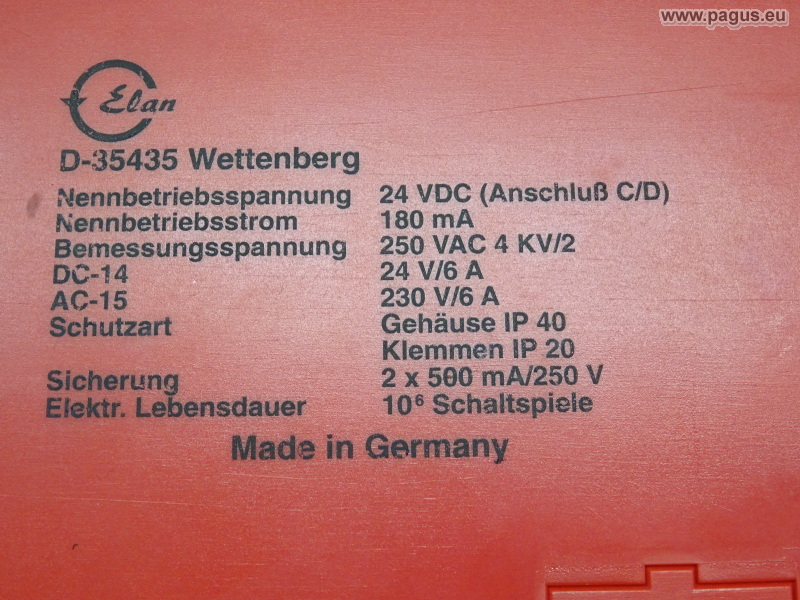 www.pagus.eu
Elan
D-35435 Wettenberg
Nennbetriebsspannung 24 VDC (Anschluß C/D)
Nennbetriebsstrom 180 mA
Bemessungsspannung 250 VAC 4 KV/2
DC-14 24 V/6 A
AC-15 230 V/6 A
Schutzart Gehäuse IP 40
Klemmen IP 20
Sicherung 2 x 500 mA/250 V
Elektr. Lebensdauer 10⁶ Schaltspiele
Made in Germany